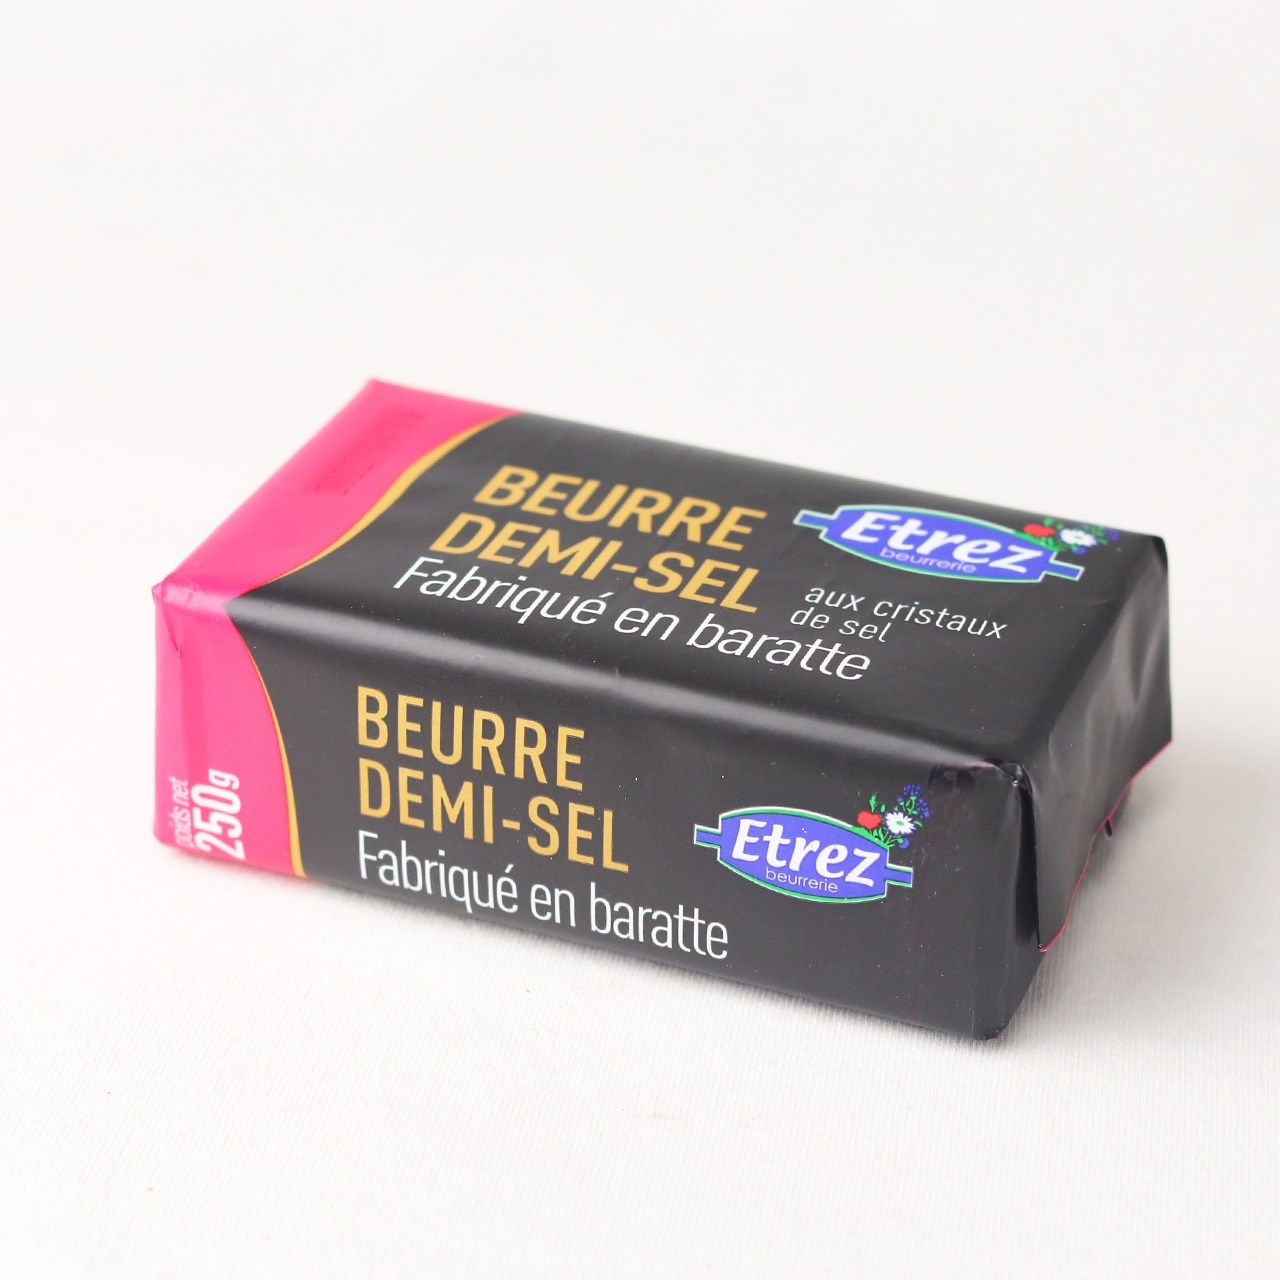 BEURRE
DEMI-SEL
Fabriqué en baratte
Etrez
beurrerie
aux cristaux
de sel
BEURRE
DEMI-SEL
Fabriqué en baratte
Etrez
beurrerie
poids net
250g